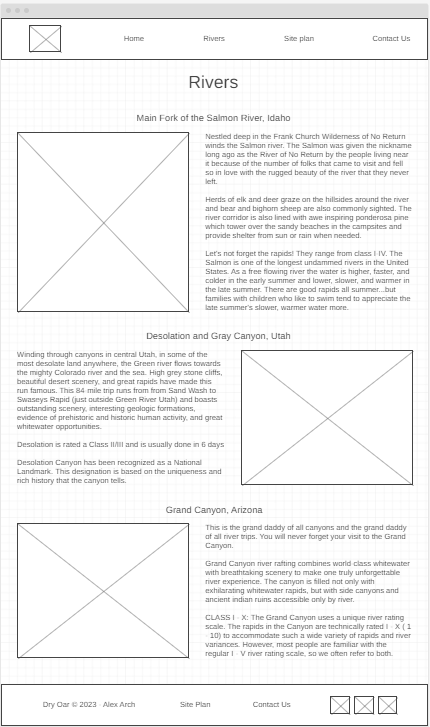 Home Rivers Site plan Contact Us
Rivers
Main Fork of the Salmon River, Idaho
Nestled deep in the Frank Church Wilderness of No Return
winds the Salmon river. The Salmon was given the nickname
long ago as the River of No Return by the people living near
it because of the number of folks that came to visit and fell
so in love with the rugged beauty of the river that they never
left.
Herds of elk and deer graze on the hillsides around the river
and bear and bighorn sheep are also commonly sighted. The
river corridor is also lined with awe inspiring ponderosa pine
which tower over the sandy beaches in the campsites and
provide shelter from sun or rain when needed.
Let's not forget the rapids! They range from class I IV. The
Salmon is one of the longest undammed rivers in the United
States. As a free flowing river the water is higher, faster, and
colder in the early summer and lower, slower, and warmer in
the late summer. There are good rapids all summer...but
families with children who like to swim tend to appreciate the
late summer's slower, warmer water more.
Desolation and Gray Canyon, Utah
Winding through canyons in central Utah, in some of the
most desolate land anywhere, the Green river flows towards
the mighty Colorado river and the sea. High grey stone cliffs,
beautiful desert scenery, and great rapids have made this
run famous. This 84 mile trip runs from from Sand Wash to
Swaseys Rapid (just outside Green River Utah) and boasts
outstanding scenery, interesting geologic formations,
evidence of prehistoric and historic human activity, and great
whitewater opportunities.
Desolation is rated a Class II/III and is usually done in 6 days
Desolation Canyon has been recognized as a National
Landmark. This designation is based on the uniqueness and
rich history that the canyon tells.
Grand Canyon, Arizona
This is the grand daddy of all canyons and the grand daddy
of all river trips. You will never forget your visit to the Grand
Canyon.
Grand Canyon river rafting combines world class whitewater
with breathtaking scenery to make one truly unforgettable
river experience. The canyon is filled not only with
exhilarating whitewater rapids, but with side canyons and
ancient indian ruins accessible only by river.
CLASS I - X: The Grand Canyon uses a unique river rating
scale. The rapids in the Canyon are technically rated I - X ( 1
- 10) to accommodate such a wide variety of rapids and river
variances. However, most people are familiar with the
regular I - V river rating scale, so we often refer to both.
Dry Oar © 2023 - Alex Arch Site Plan Contact Us